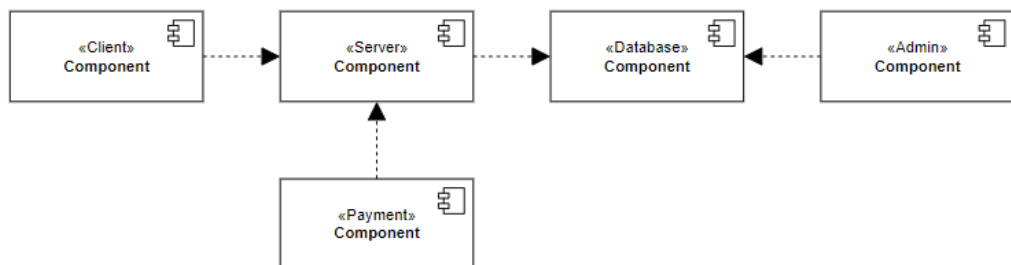 «Client»
Component
«Server»
Component
«Database»
Component
«Admin»
Component
«Payment»
Component